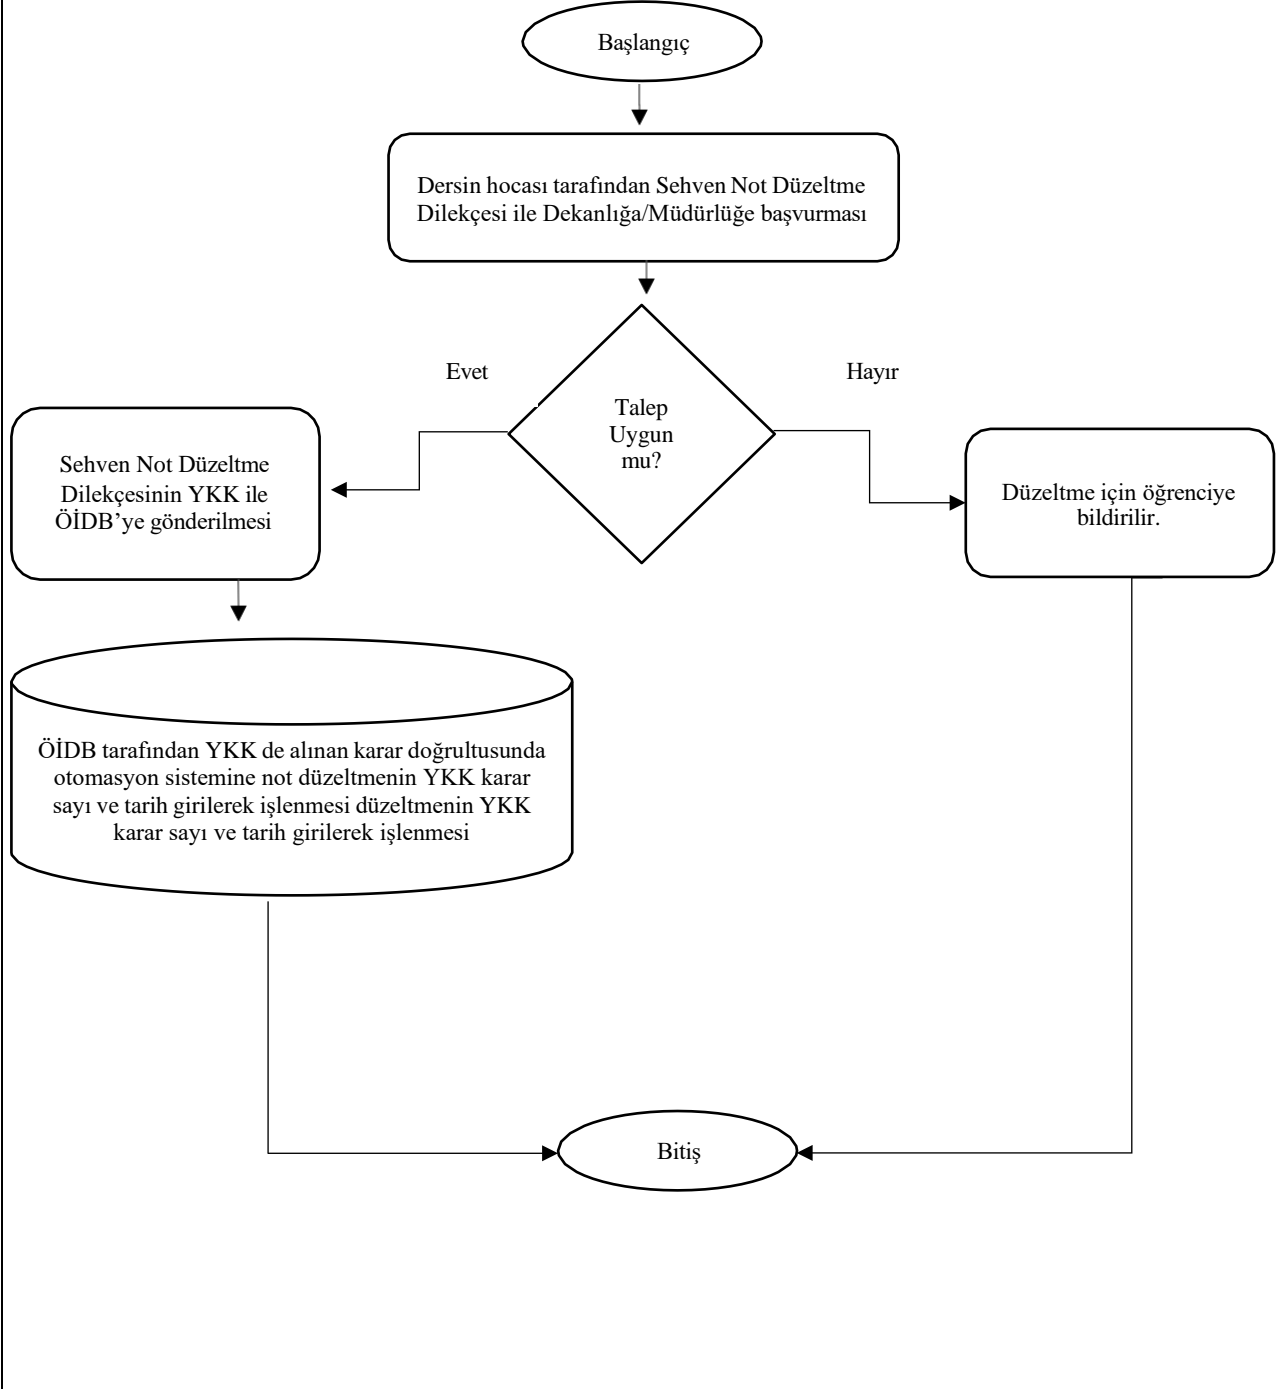 Başlangıç
Dersin hocası tarafından Sehven Not Düzeltme
Dilekçesi ile Dekanlığa/Müdürlüğe başvurması
Evet
Hayır
Talep
Uygun
mu?
Sehven Not Düzeltme
Dilekçesinin YKK ile
ÖİDB’ye gönderilmesi
Düzeltme için öğrenciye
bildirilir.
ÖİDB tarafından YKK de alınan karar doğrultusunda
otomasyon sistemine not düzeltmenin YKK karar
sayı ve tarih girilerek işlenmesi düzeltmenin YKK
karar sayı ve tarih girilerek işlenmesi
Bitiş